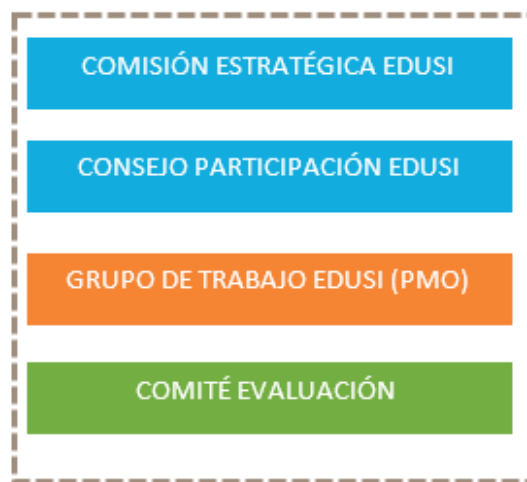 COMISIÓN ESTRATÉGICA EDUSI
CONSEJO PARTICIPACIÓN EDUSI
GRUPO DE TRABAJO EDUSI (PMO)
COMITÉ EVALUACIÓN